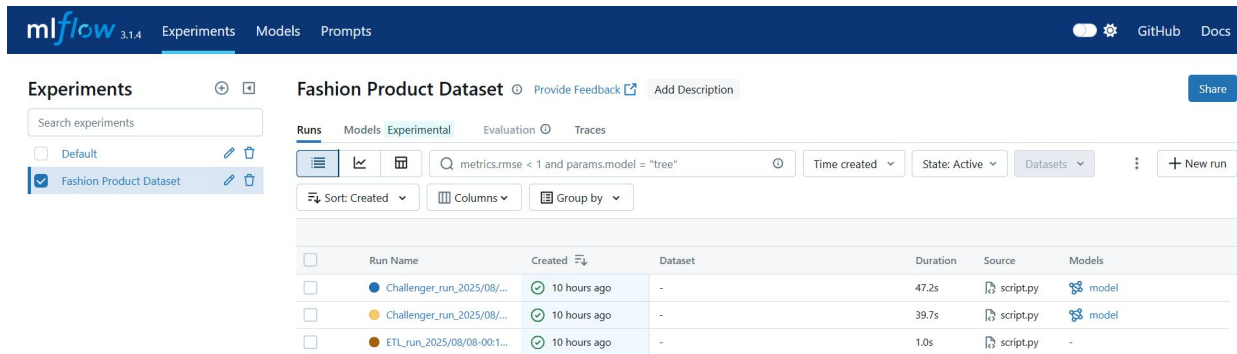 mlflow 3.1.4 Experiments Models Prompts GitHub Docs
Experiments
Search experiments
Default
Fashion Product Dataset
Fashion Product Dataset Provide Feedback Add Description Share
Runs Models Experimental Evaluation Traces
metrics.rmse < 1 and params.model = "tree" Time created State: Active Datasets + New run
Sort: Created Columns Group by
Run Name Created Dataset Duration Source Models
Challenger_run_2025/08/... 10 hours ago - 47.2s script.py model
Challenger_run_2025/08/... 10 hours ago - 39.7s script.py model
ETL_run_2025/08/08-00:1... 10 hours ago - 1.0s script.py -